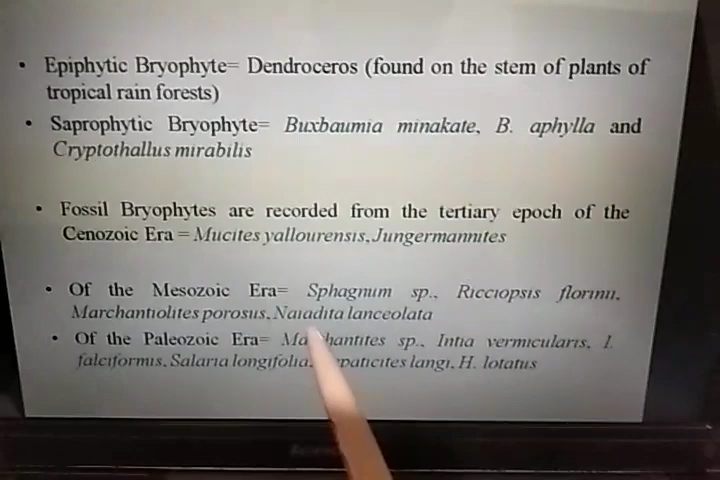 • Epiphytic Bryophyte= Dendroceros (found on the stem of plants of
tropical rain forests)
• Saprophytic Bryophyte= Buxbaumia minakate, B. aphylla and
Cryptothallus mirabilis
• Fossil Bryophytes are recorded from the tertiary epoch of the
Cenozoic Era = Mucites yallourensis, Jungermannites
• Of the Mesozoic Era= Sphagnum sp., Ricciopsis florinii,
Marchantiolites porosus, Naiadita lanceolata
• Of the Paleozoic Era= sp., Intia vermicularis, I.
falciformis, Salaria longifolia, langi, H. lotatus